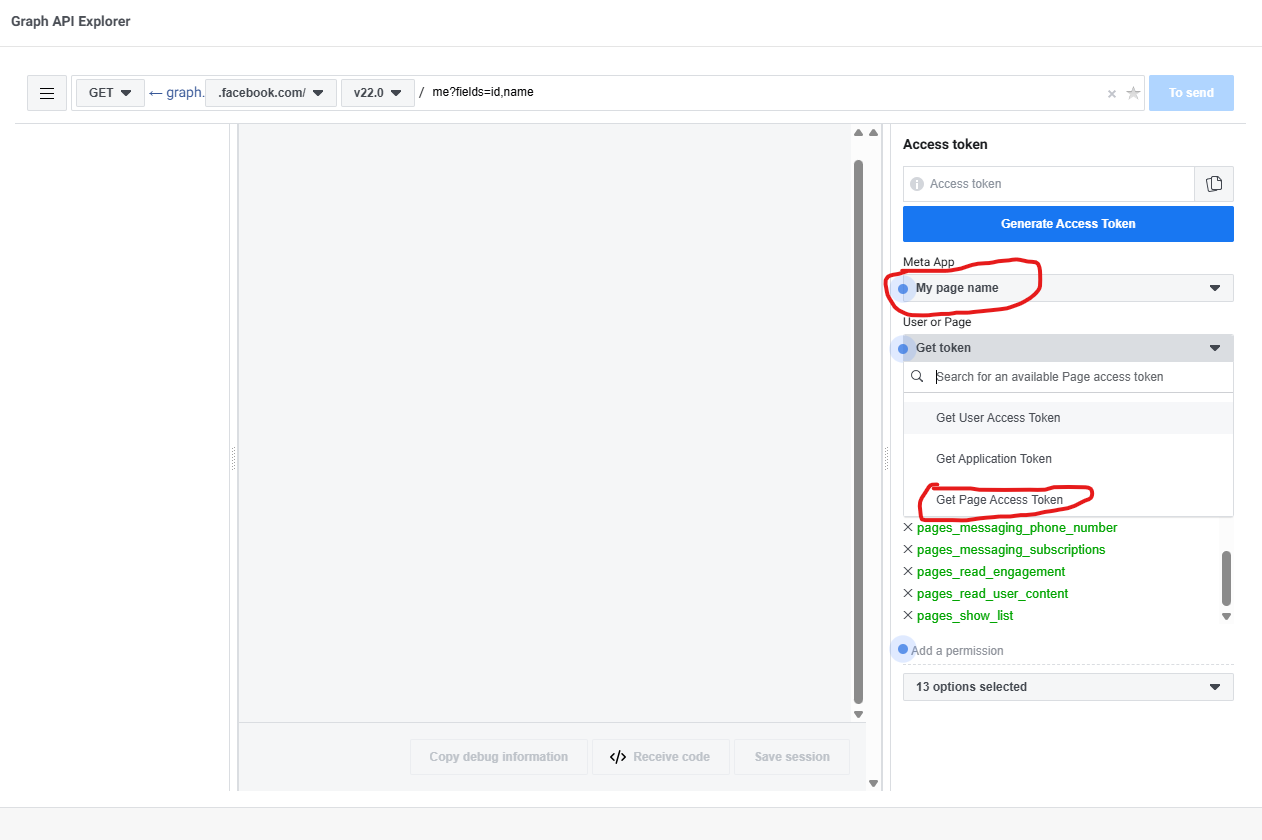 Graph API Explorer
GET ← graph. .facebook.com/ v22.0 / me?fields=id,name × To send
Access token
Access token
Generate Access Token
Meta App
My page name
User or Page
Get token
Search for an available Page access token
Get User Access Token
Get Application Token
Get Page Access Token
pages_messaging_phone_number
pages_messaging_subscriptions
pages_read_engagement
pages_read_user_content
pages_show_list
Add a permission
13 options selected
Copy debug information </> Receive code Save session